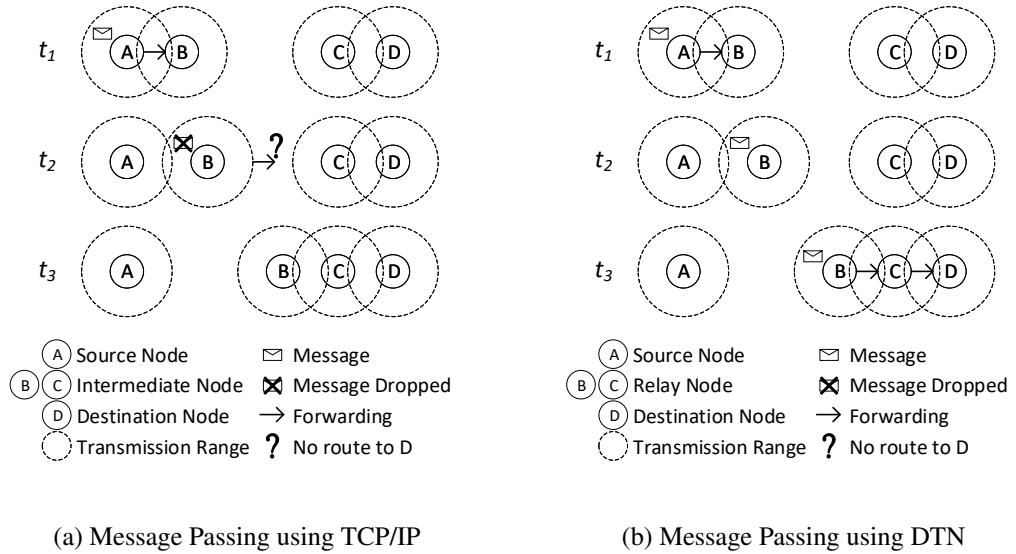 t1 A B C D
t2 A B ? C D
t3 A B C D
A Source Node Message
B C Intermediate Node Message Dropped
D Destination Node Forwarding
Transmission Range ? No route to D
(a) Message Passing using TCP/IP
t1 A B C D
t2 A B C D
t3 A B C D
A Source Node Message
B C Relay Node Message Dropped
D Destination Node Forwarding
Transmission Range ? No route to D
(b) Message Passing using DTN